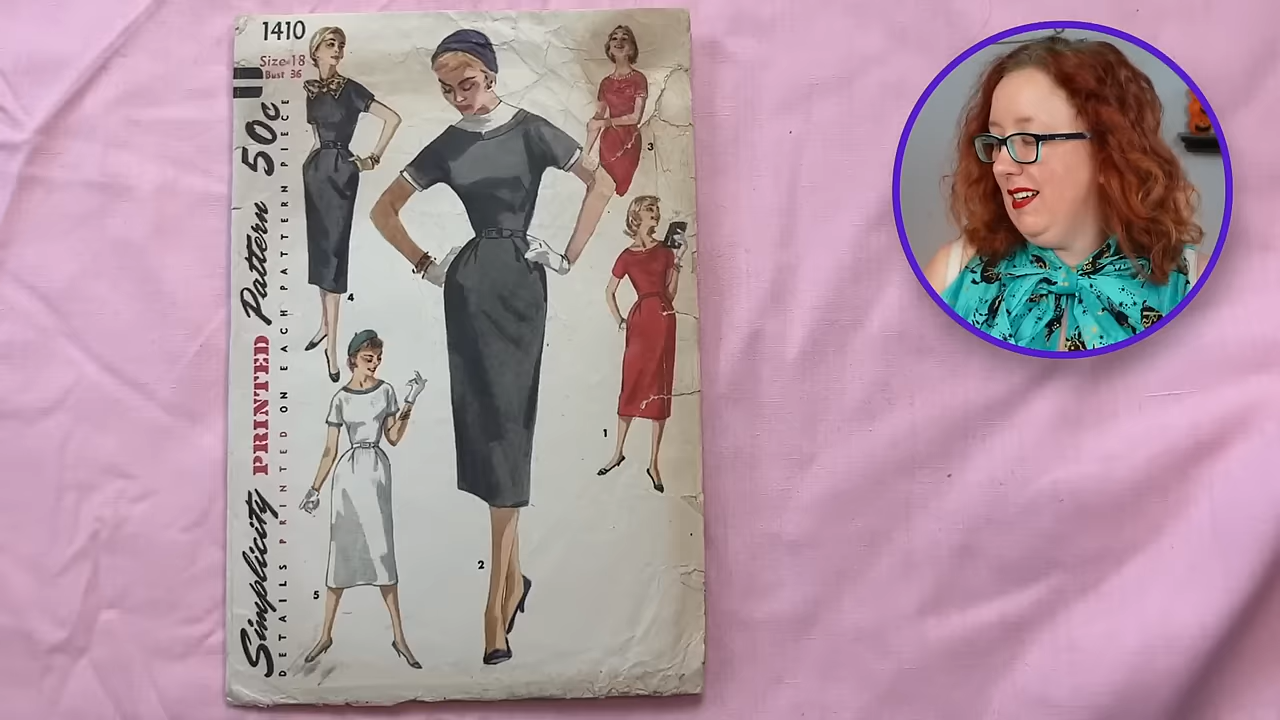 1410
Size 18
Bust 36
Simplicity PRINTED Pattern 50c
DETAILS PRINTED ON EACH PATTERN PIECE
4
3
1
2
5